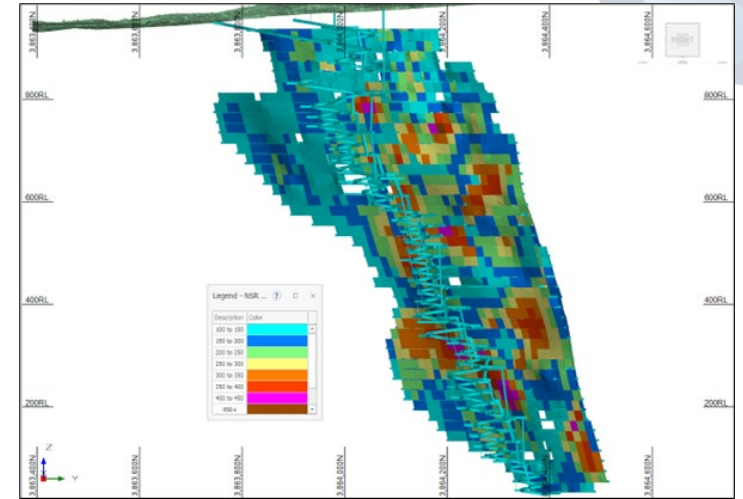 3,863,400N
3,863,600N
3,863,800N
3,864,000N
3,864,200N
3,864,400N
3,864,600N
RIGHT
800RL
800RL
600RL
600RL
400RL
400RL
200RL
200RL
Legend - NSR ...
Description Color
100 to 150
150 to 200
200 to 250
250 to 300
300 to 350
350 to 400
400 to 450
450+
Z
Y
3,863,400N
3,863,600N
3,863,800N
3,864,000N
3,864,200N
3,864,400N
3,864,600N